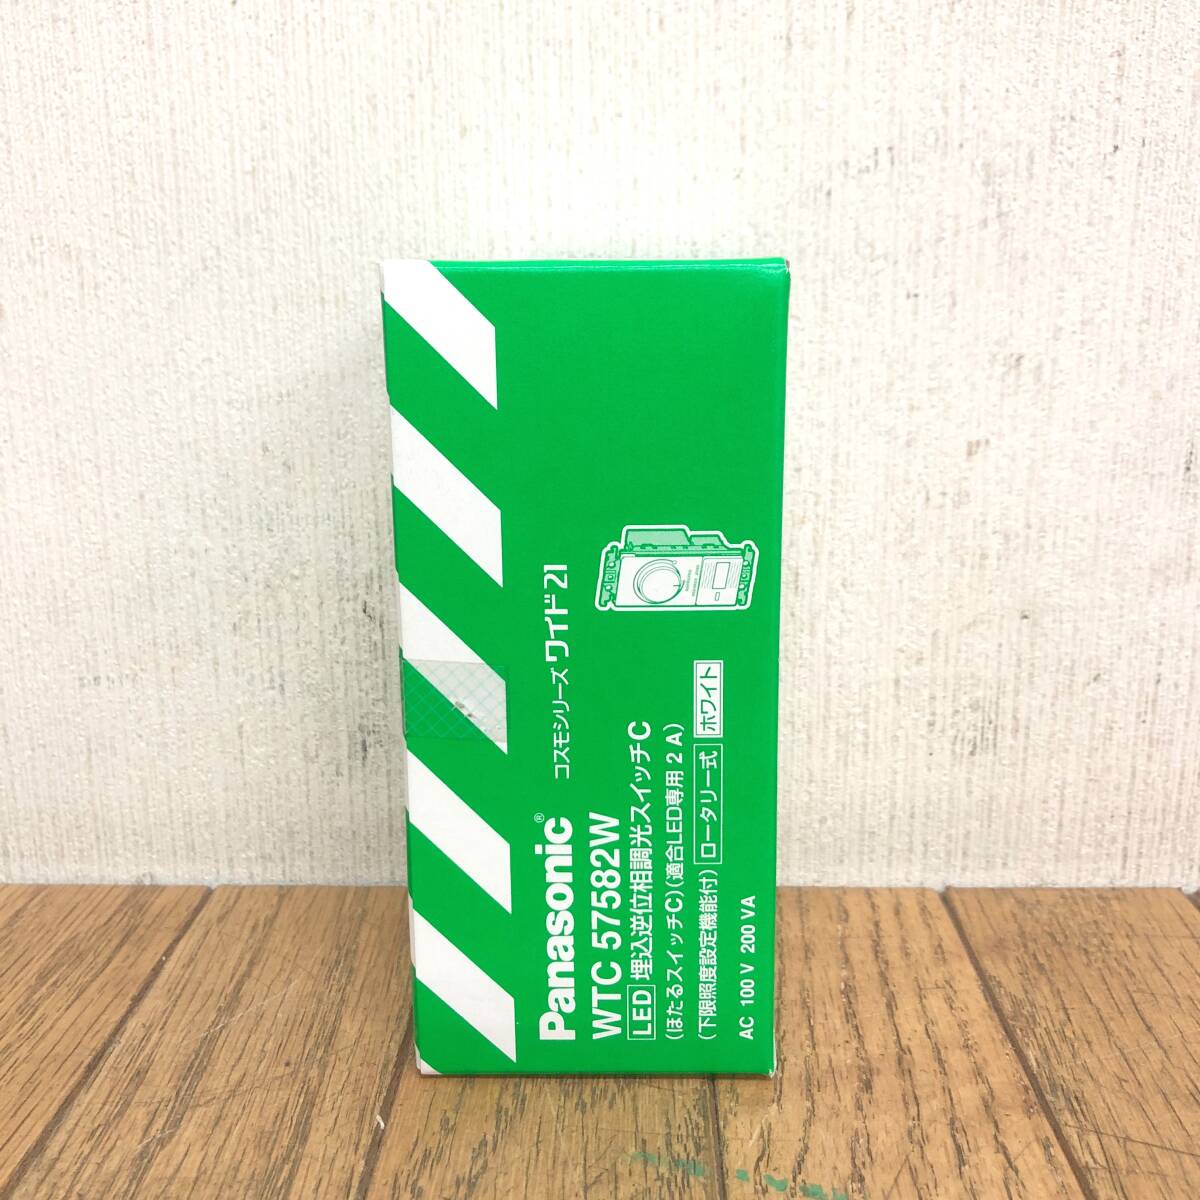 Panasonic® コスモシリーズ ワイド21
WTC 57582W
LED 埋込逆位相調光スイッチC
(ほたるスイッチC)(適合LED専用2A)
(下限照度設定機能付) ロータリー式 ホワイト
AC 100V 200VA